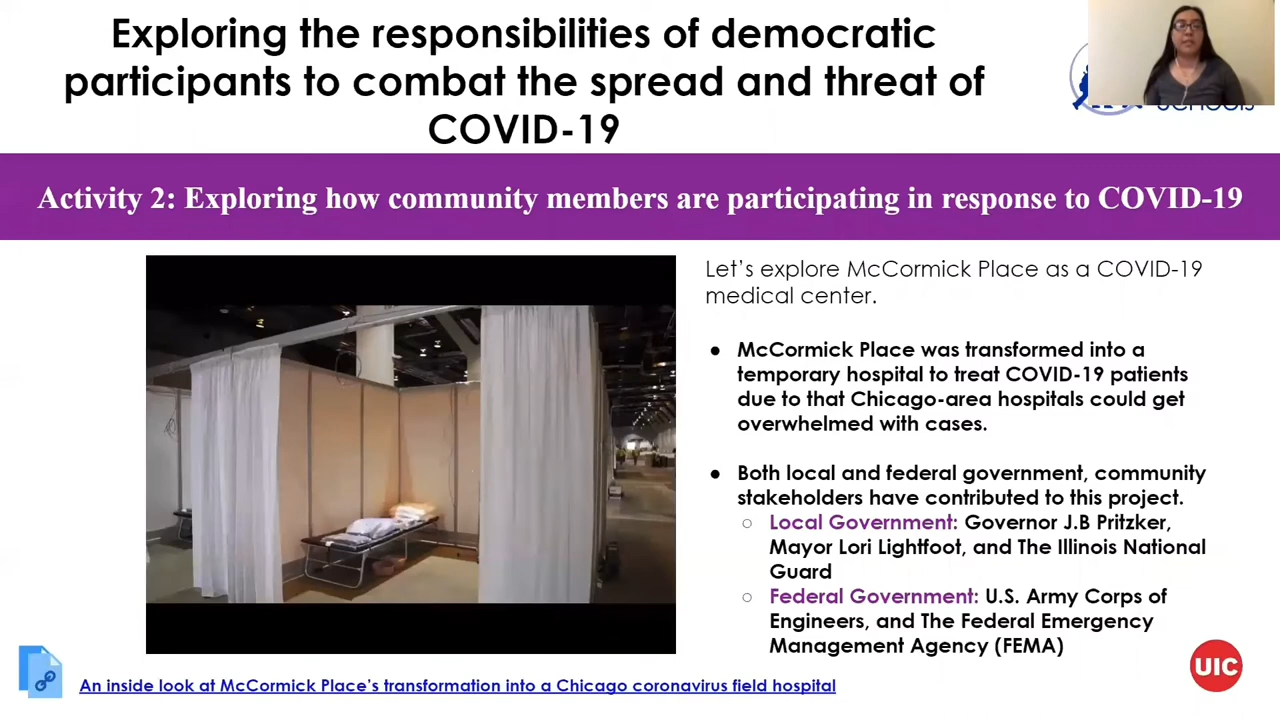 Exploring the responsibilities of democratic
participants to combat the spread and threat of
COVID-19
Activity 2: Exploring how community members are participating in response to COVID-19
Let's explore McCormick Place as a COVID-19
medical center.
● McCormick Place was transformed into a
temporary hospital to treat COVID-19 patients
due to that Chicago-area hospitals could get
overwhelmed with cases.
● Both local and federal government, community
stakeholders have contributed to this project.
○ Local Government: Governor J.B Pritzker,
Mayor Lori Lightfoot, and The Illinois National
Guard
○ Federal Government: U.S. Army Corps of
Engineers, and The Federal Emergency
Management Agency (FEMA)
An inside look at McCormick Place's transformation into a Chicago coronavirus field hospital
UIC